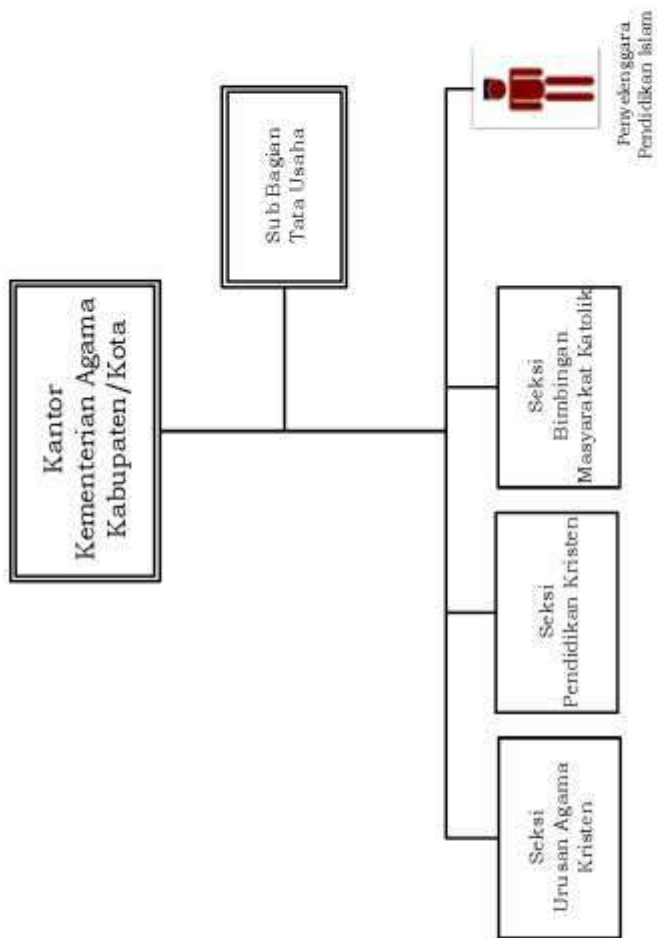 Kantor
Kementerian Agama
Kabupaten/Kota
Sub Bagian
Tata Usaha
Seksi
Urusan Agama
Kristen
Seksi
Pendidikan Kristen
Seksi
Bimbingan
Masyarakat Katolik
Penyelenggara
Pendidikan Islam